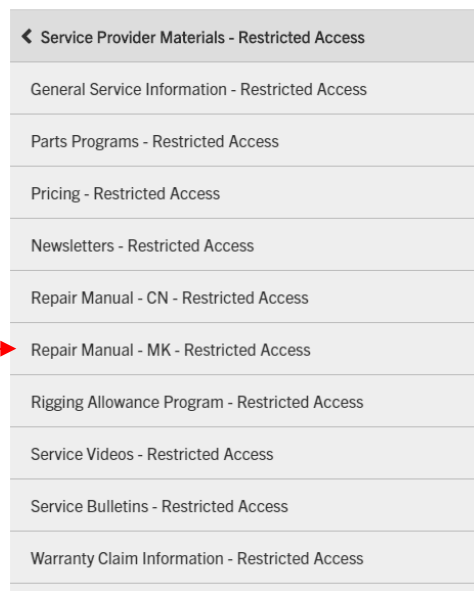 Service Provider Materials - Restricted Access
General Service Information - Restricted Access
Parts Programs - Restricted Access
Pricing - Restricted Access
Newsletters - Restricted Access
Repair Manual - CN - Restricted Access
Repair Manual - MK - Restricted Access
Rigging Allowance Program - Restricted Access
Service Videos - Restricted Access
Service Bulletins - Restricted Access
Warranty Claim Information - Restricted Access